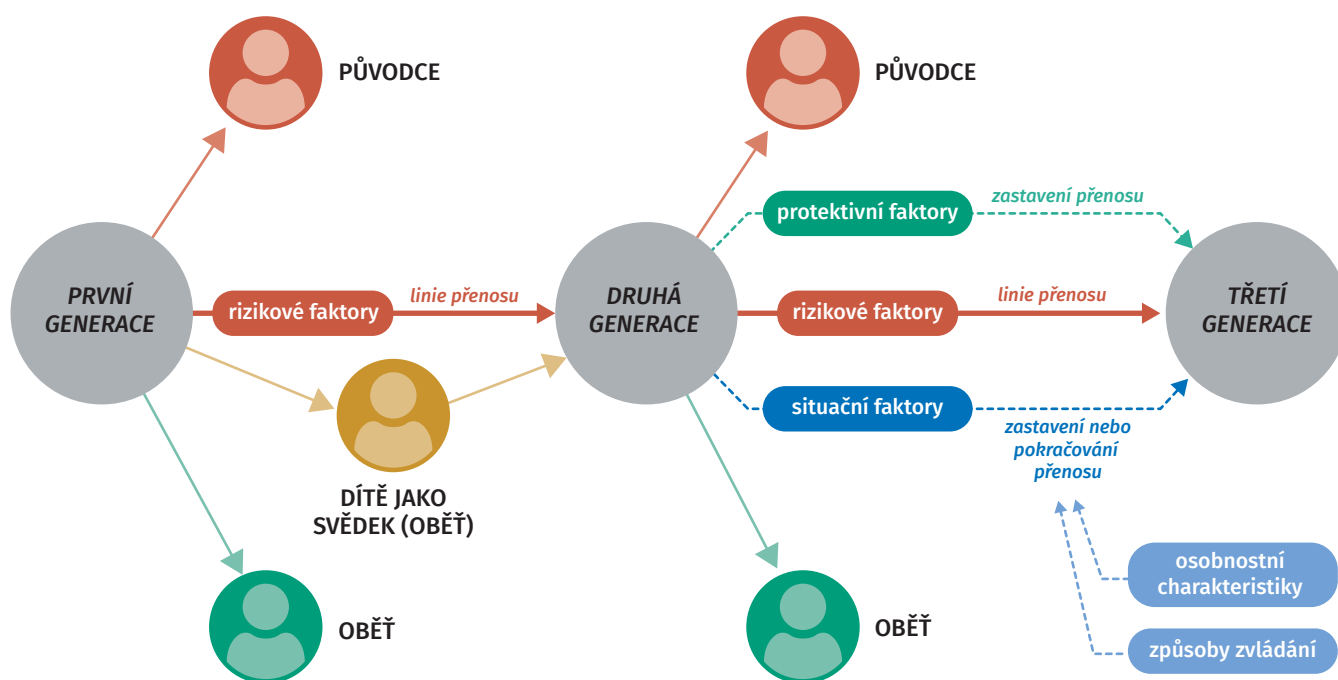 PŮVODCE
PŮVODCE
protektivní faktory
zastavení přenosu
PRVNÍ
GENERACE
rizikové faktory
linie přenosu
DRUHÁ
GENERACE
rizikové faktory
linie přenosu
TŘETÍ
GENERACE
situační faktory
zastavení nebo
pokračování
přenosu
DÍTĚ JAKO
SVĚDEK (OBĚŤ)
osobnostní
charakteristiky
OBĚŤ
OBĚŤ
způsoby zvládání